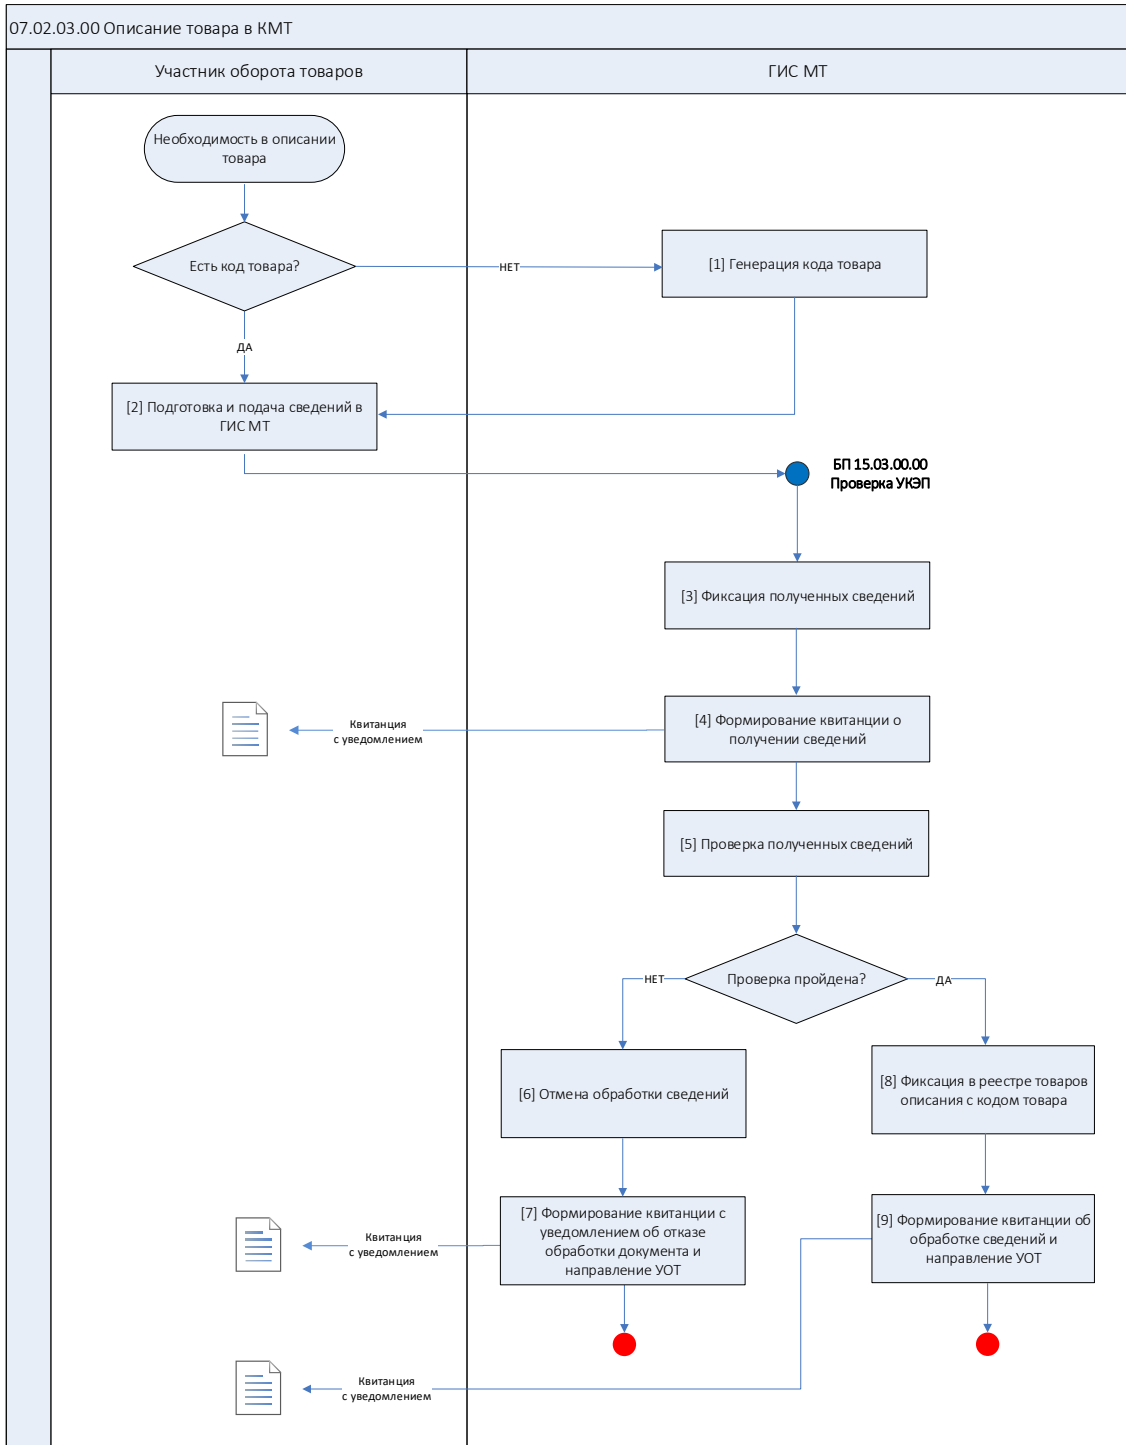 07.02.03.00 Описание товара в КМТ
Участник оборота товаров
ГИС МТ
Необходимость в описании
товара
Есть код товара?
НЕТ
[1] Генерация кода товара
ДА
[2] Подготовка и подача сведений в
ГИС МТ
БП 15.03.00.00
Проверка УКЭП
[3] Фиксация полученных сведений
[4] Формирование квитанции о
получении сведений
Квитанция
с уведомлением
[5] Проверка полученных сведений
Проверка пройдена?
НЕТ
ДА
[6] Отмена обработки сведений
[8] Фиксация в реестре товаров
описания с кодом товара
[7] Формирование квитанции с
уведомлением об отказе
обработки документа и
направление УОТ
[9] Формирование квитанции об
обработке сведений и
направление УОТ
Квитанция
с уведомлением
Квитанция
с уведомлением